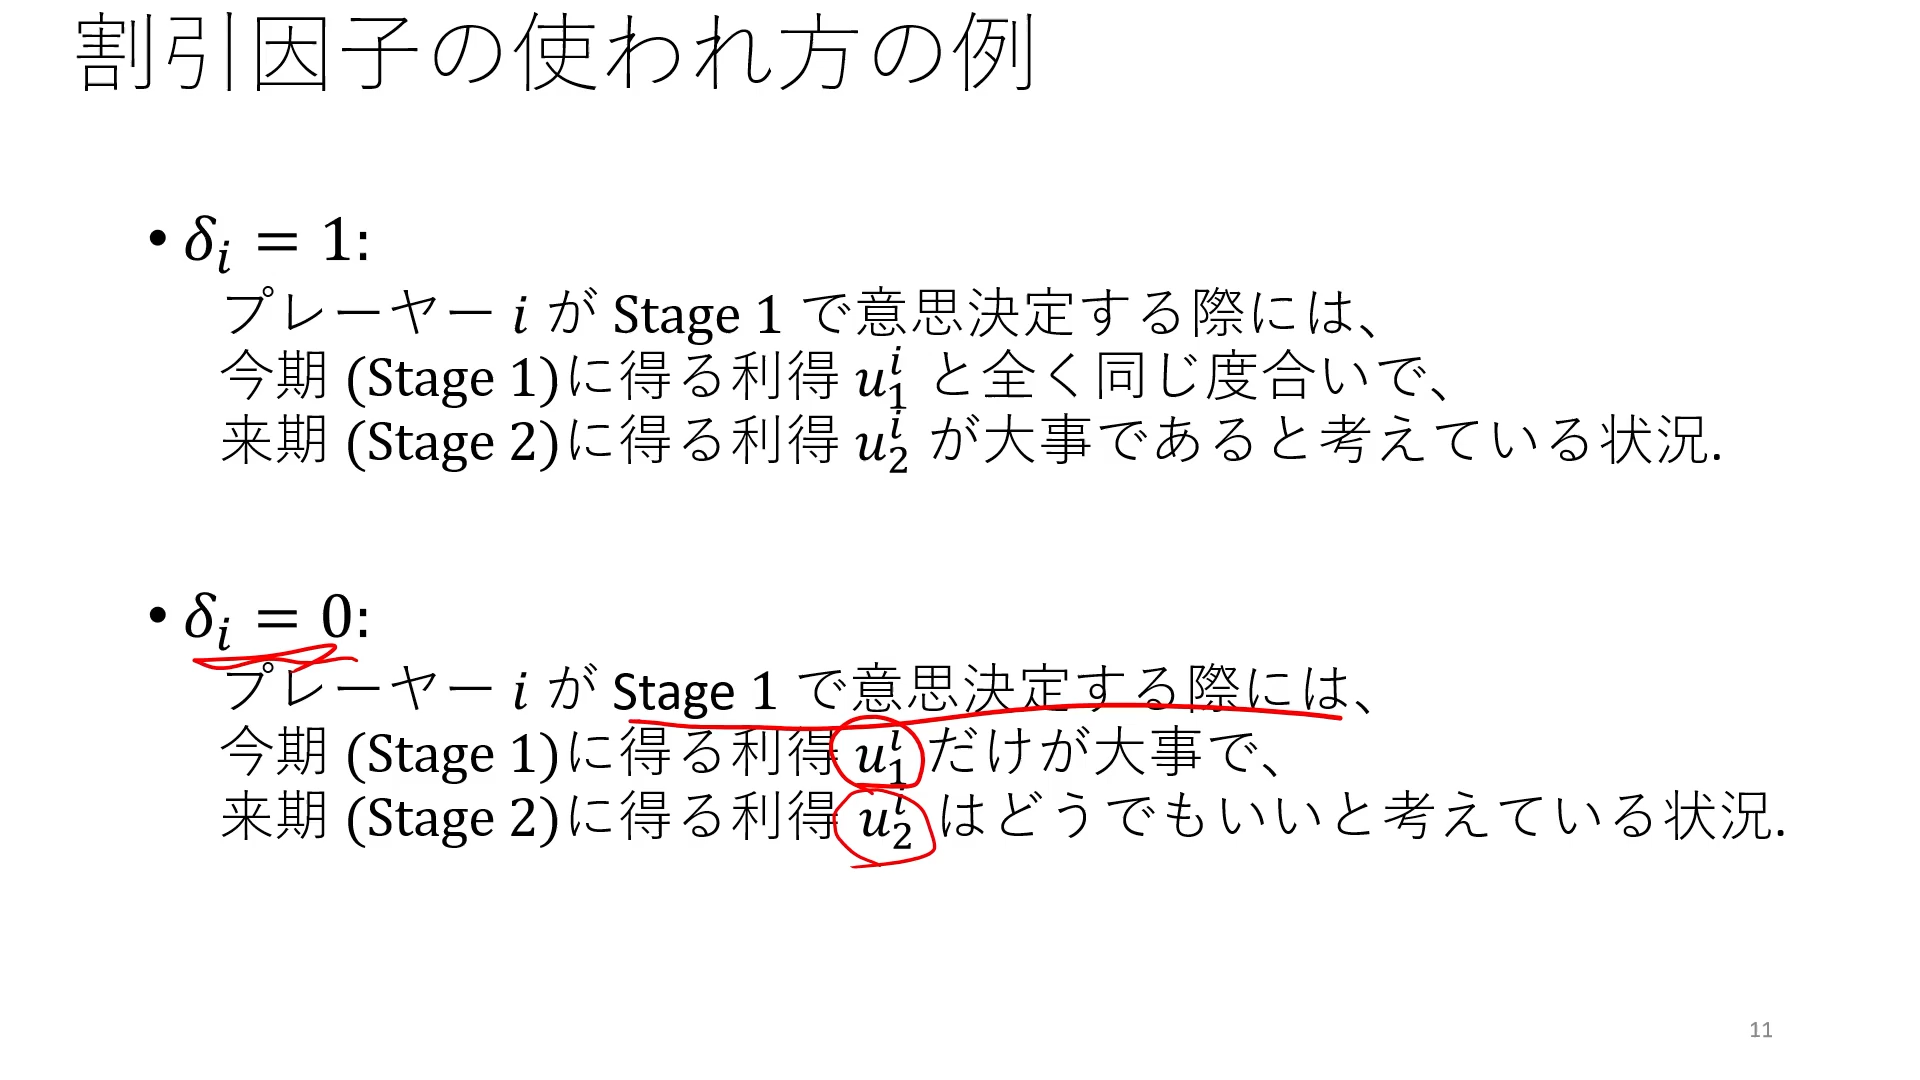 割引因子の使われ方の例
• δᵢ = 1:
プレーヤー i が Stage 1 で意思決定する際には、
今期 (Stage 1)に得る利得 u₁ⁱ と全く同じ度合いで、
来期 (Stage 2)に得る利得 u₂ⁱ が大事であると考えている状況.
• δᵢ = 0:
プレーヤー i が Stage 1 で意思決定する際には、
今期 (Stage 1)に得る利得 u₁ⁱ だけが大事で、
来期 (Stage 2)に得る利得 u₂ⁱ はどうでもいいと考えている状況.
11